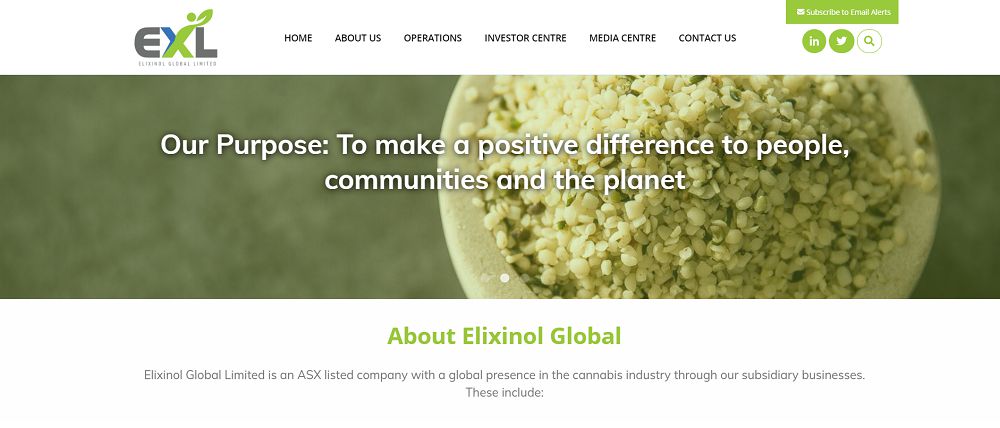 Subscribe to Email Alerts
EXL
ELIXINOL GLOBAL LIMITED
HOME ABOUT US OPERATIONS INVESTOR CENTRE MEDIA CENTRE CONTACT US
in
Our Purpose: To make a positive difference to people,
communities and the planet
About Elixinol Global
Elixinol Global Limited is an ASX listed company with a global presence in the cannabis industry through our subsidiary businesses.
These include: